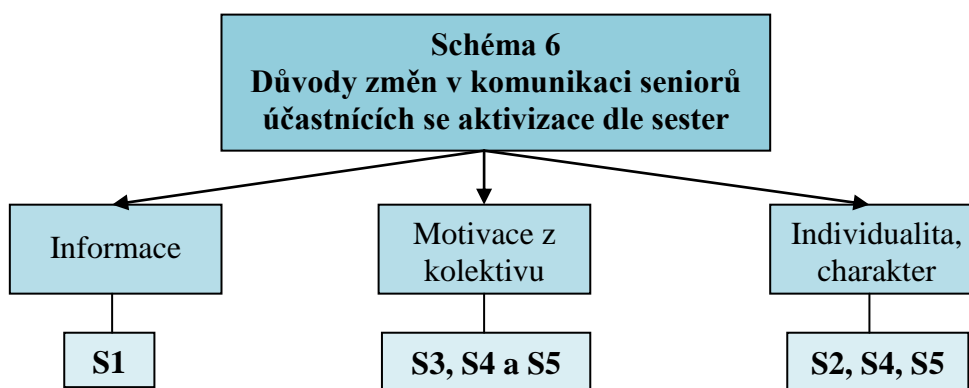 Schéma 6
Důvody změn v komunikaci seniorů
účastnících se aktivizace dle sester
Informace
Motivace z
kolektivu
Individualita,
charakter
S1
S3, S4 a S5
S2, S4, S5